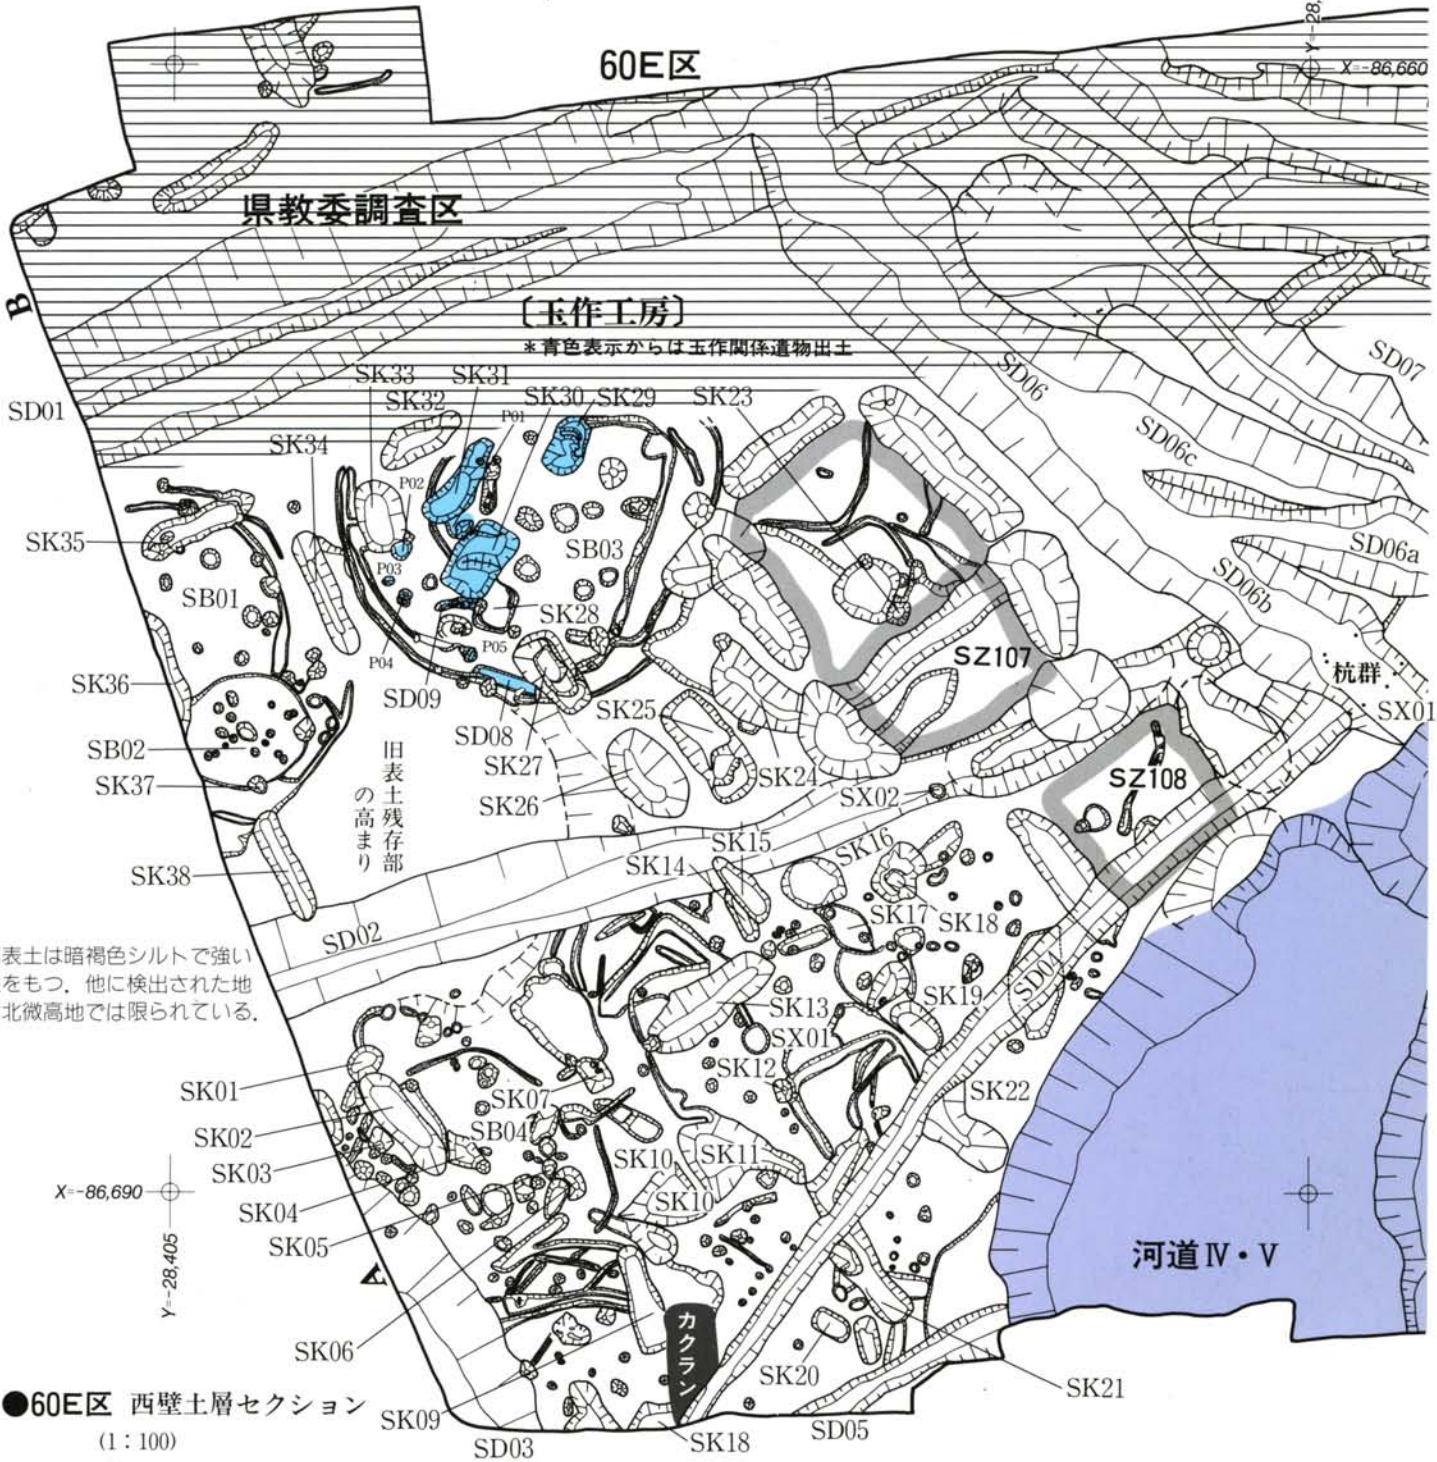 60E区
Y=-28,
X=-86,660
県教委調査区
B
〔玉作工房〕
＊青色表示からは玉作関係遺物出土
SD06
SD07
SK33
SK31
SD01
SK32
SK30
SK29
SK23
P01
SD06c
SK34
P02
SK35
SB03
SD06a
P03
SD06b
SB01
SK28
P04
P05
SZ107
杭群
SK36
SD09
SK25
SX01
SD08
SB02
旧表土残存部
の高まり
SK27
SK24
SZ108
SK37
SK26
SX02
SK15
SK16
SK38
SK14
SK17
SK18
SD02
表土は暗褐色シルトで強い
をもつ．他に検出された地
北微高地では限られている．
SK13
SK19
SD04
SX01
SK12
SK01
SK07
SK22
SK02
SB04
SK03
SK10
SK11
X=-86,690
SK04
SK10
SK05
Y=-28,405
A
河道Ⅳ・Ⅴ
カクラン
SK06
SK20
SK21
●60E区 西壁土層セクション
(1：100)
SK09
SK18
SD05
SD03